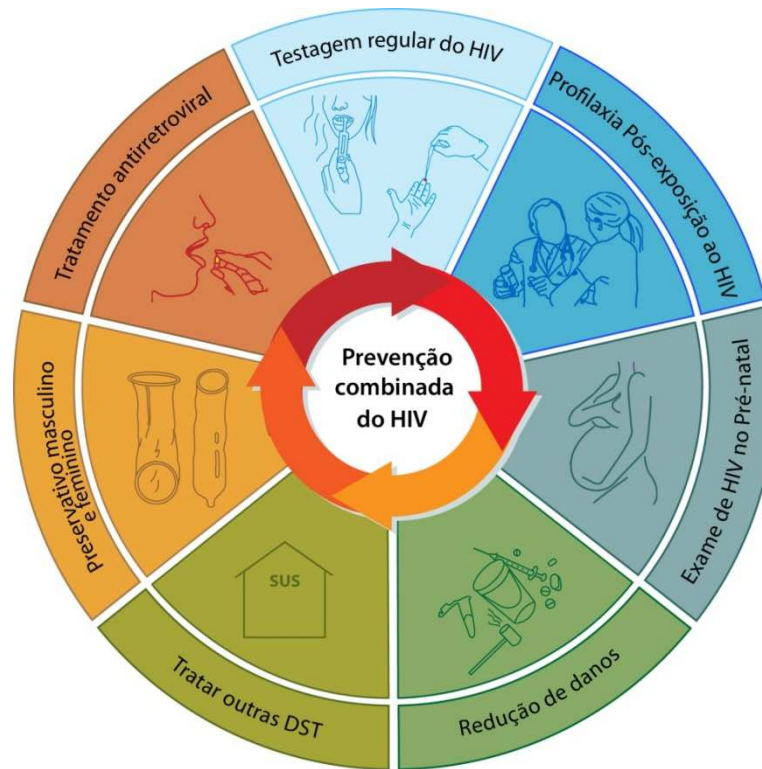 Testagem regular do HIV
Profilaxia Pós-exposição ao HIV
Exame de HIV no Pré-natal
Redução de danos
Tratar outras DST
Preservativo masculino
e feminino
Tratamento antirretroviral
Prevenção
combinada
do HIV
SUS